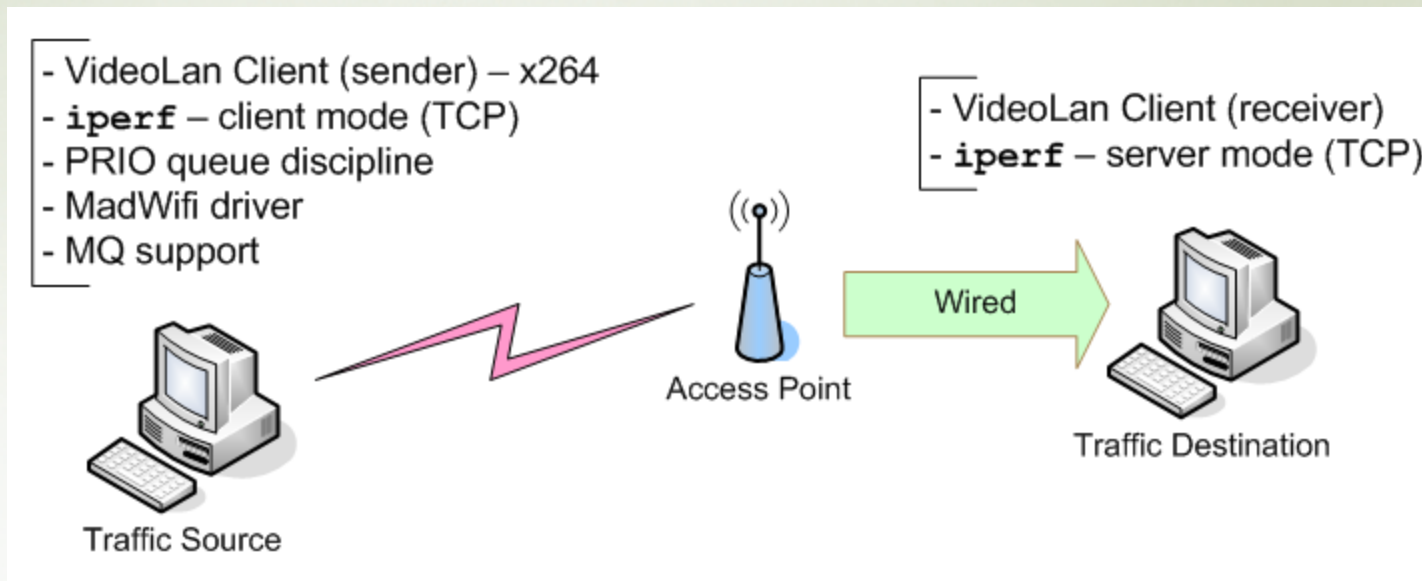 - VideoLan Client (sender) – x264
- iperf – client mode (TCP)
- PRIO queue discipline
- MadWifi driver
- MQ support
- VideoLan Client (receiver)
- iperf – server mode (TCP)
Wired
Access Point
Traffic Destination
Traffic Source